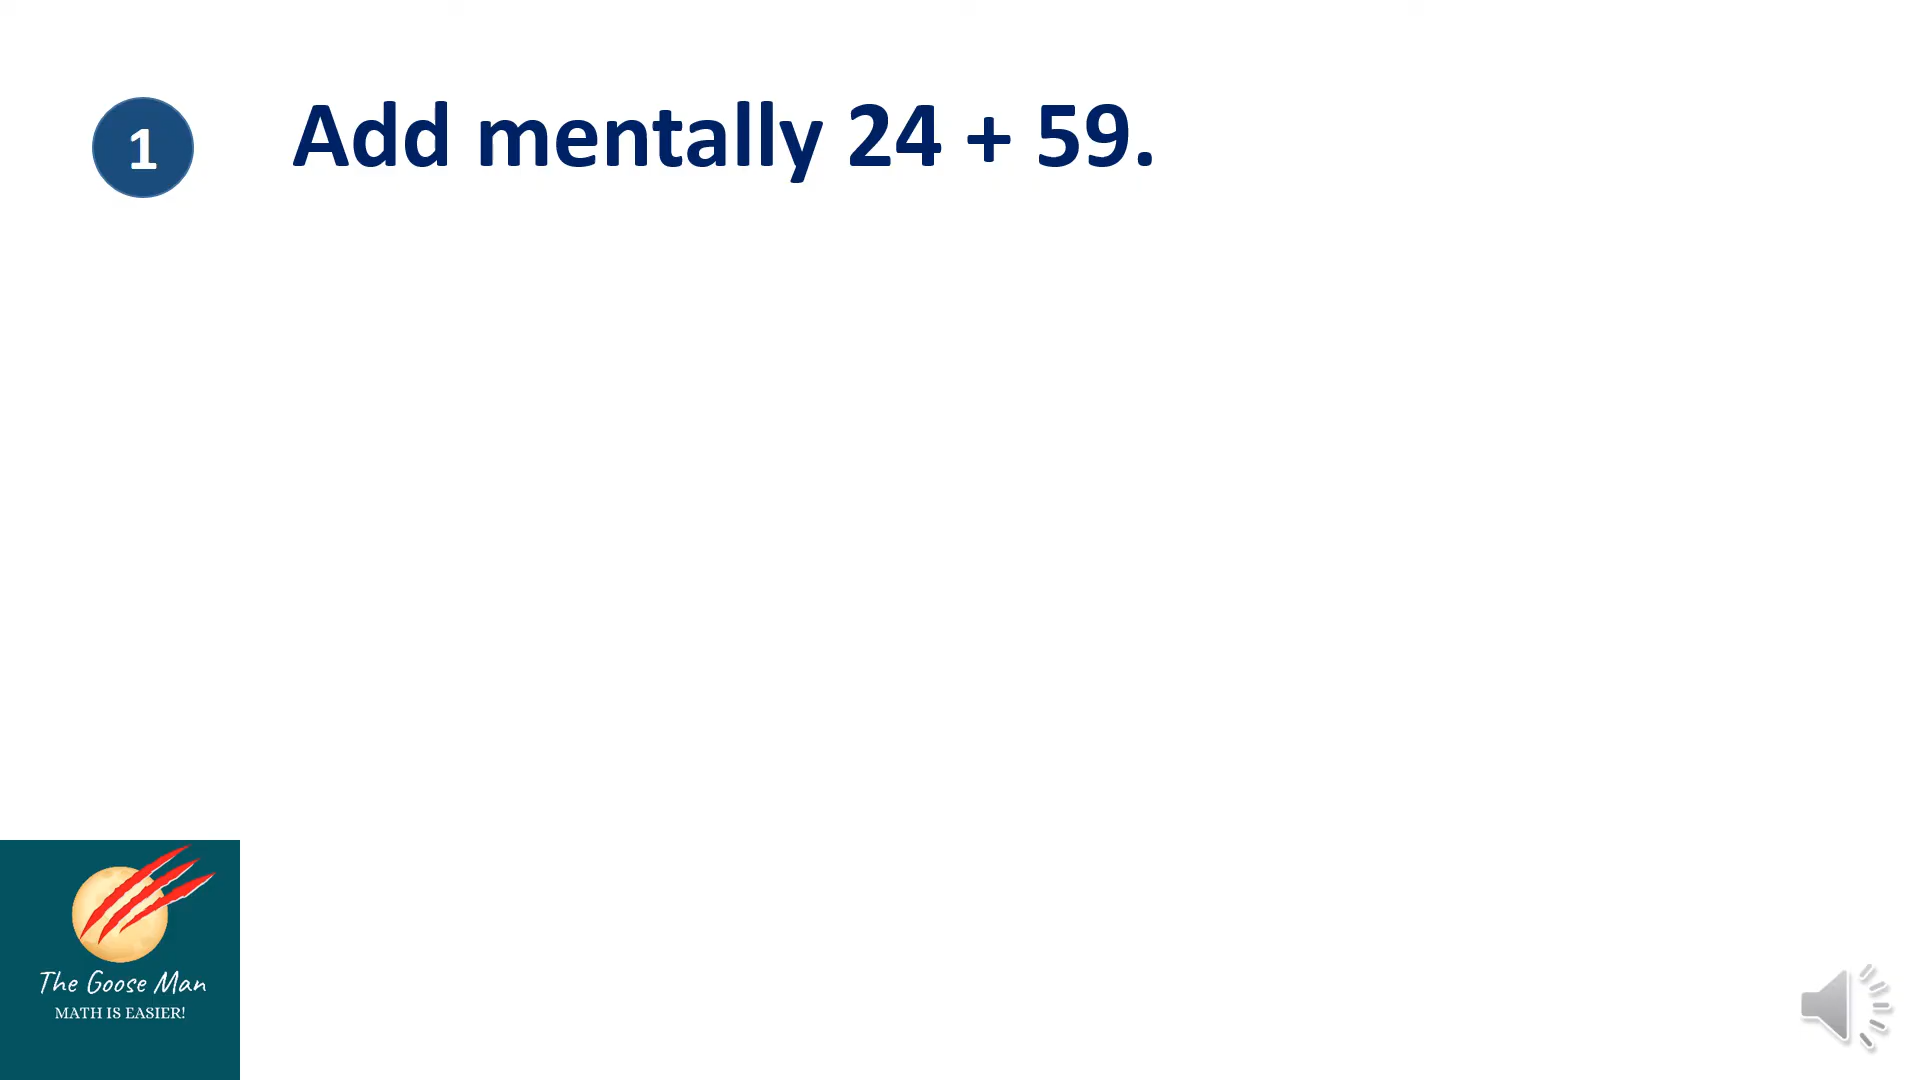 1
Add mentally 24 + 59.
The Goose Man
MATH IS EASIER!